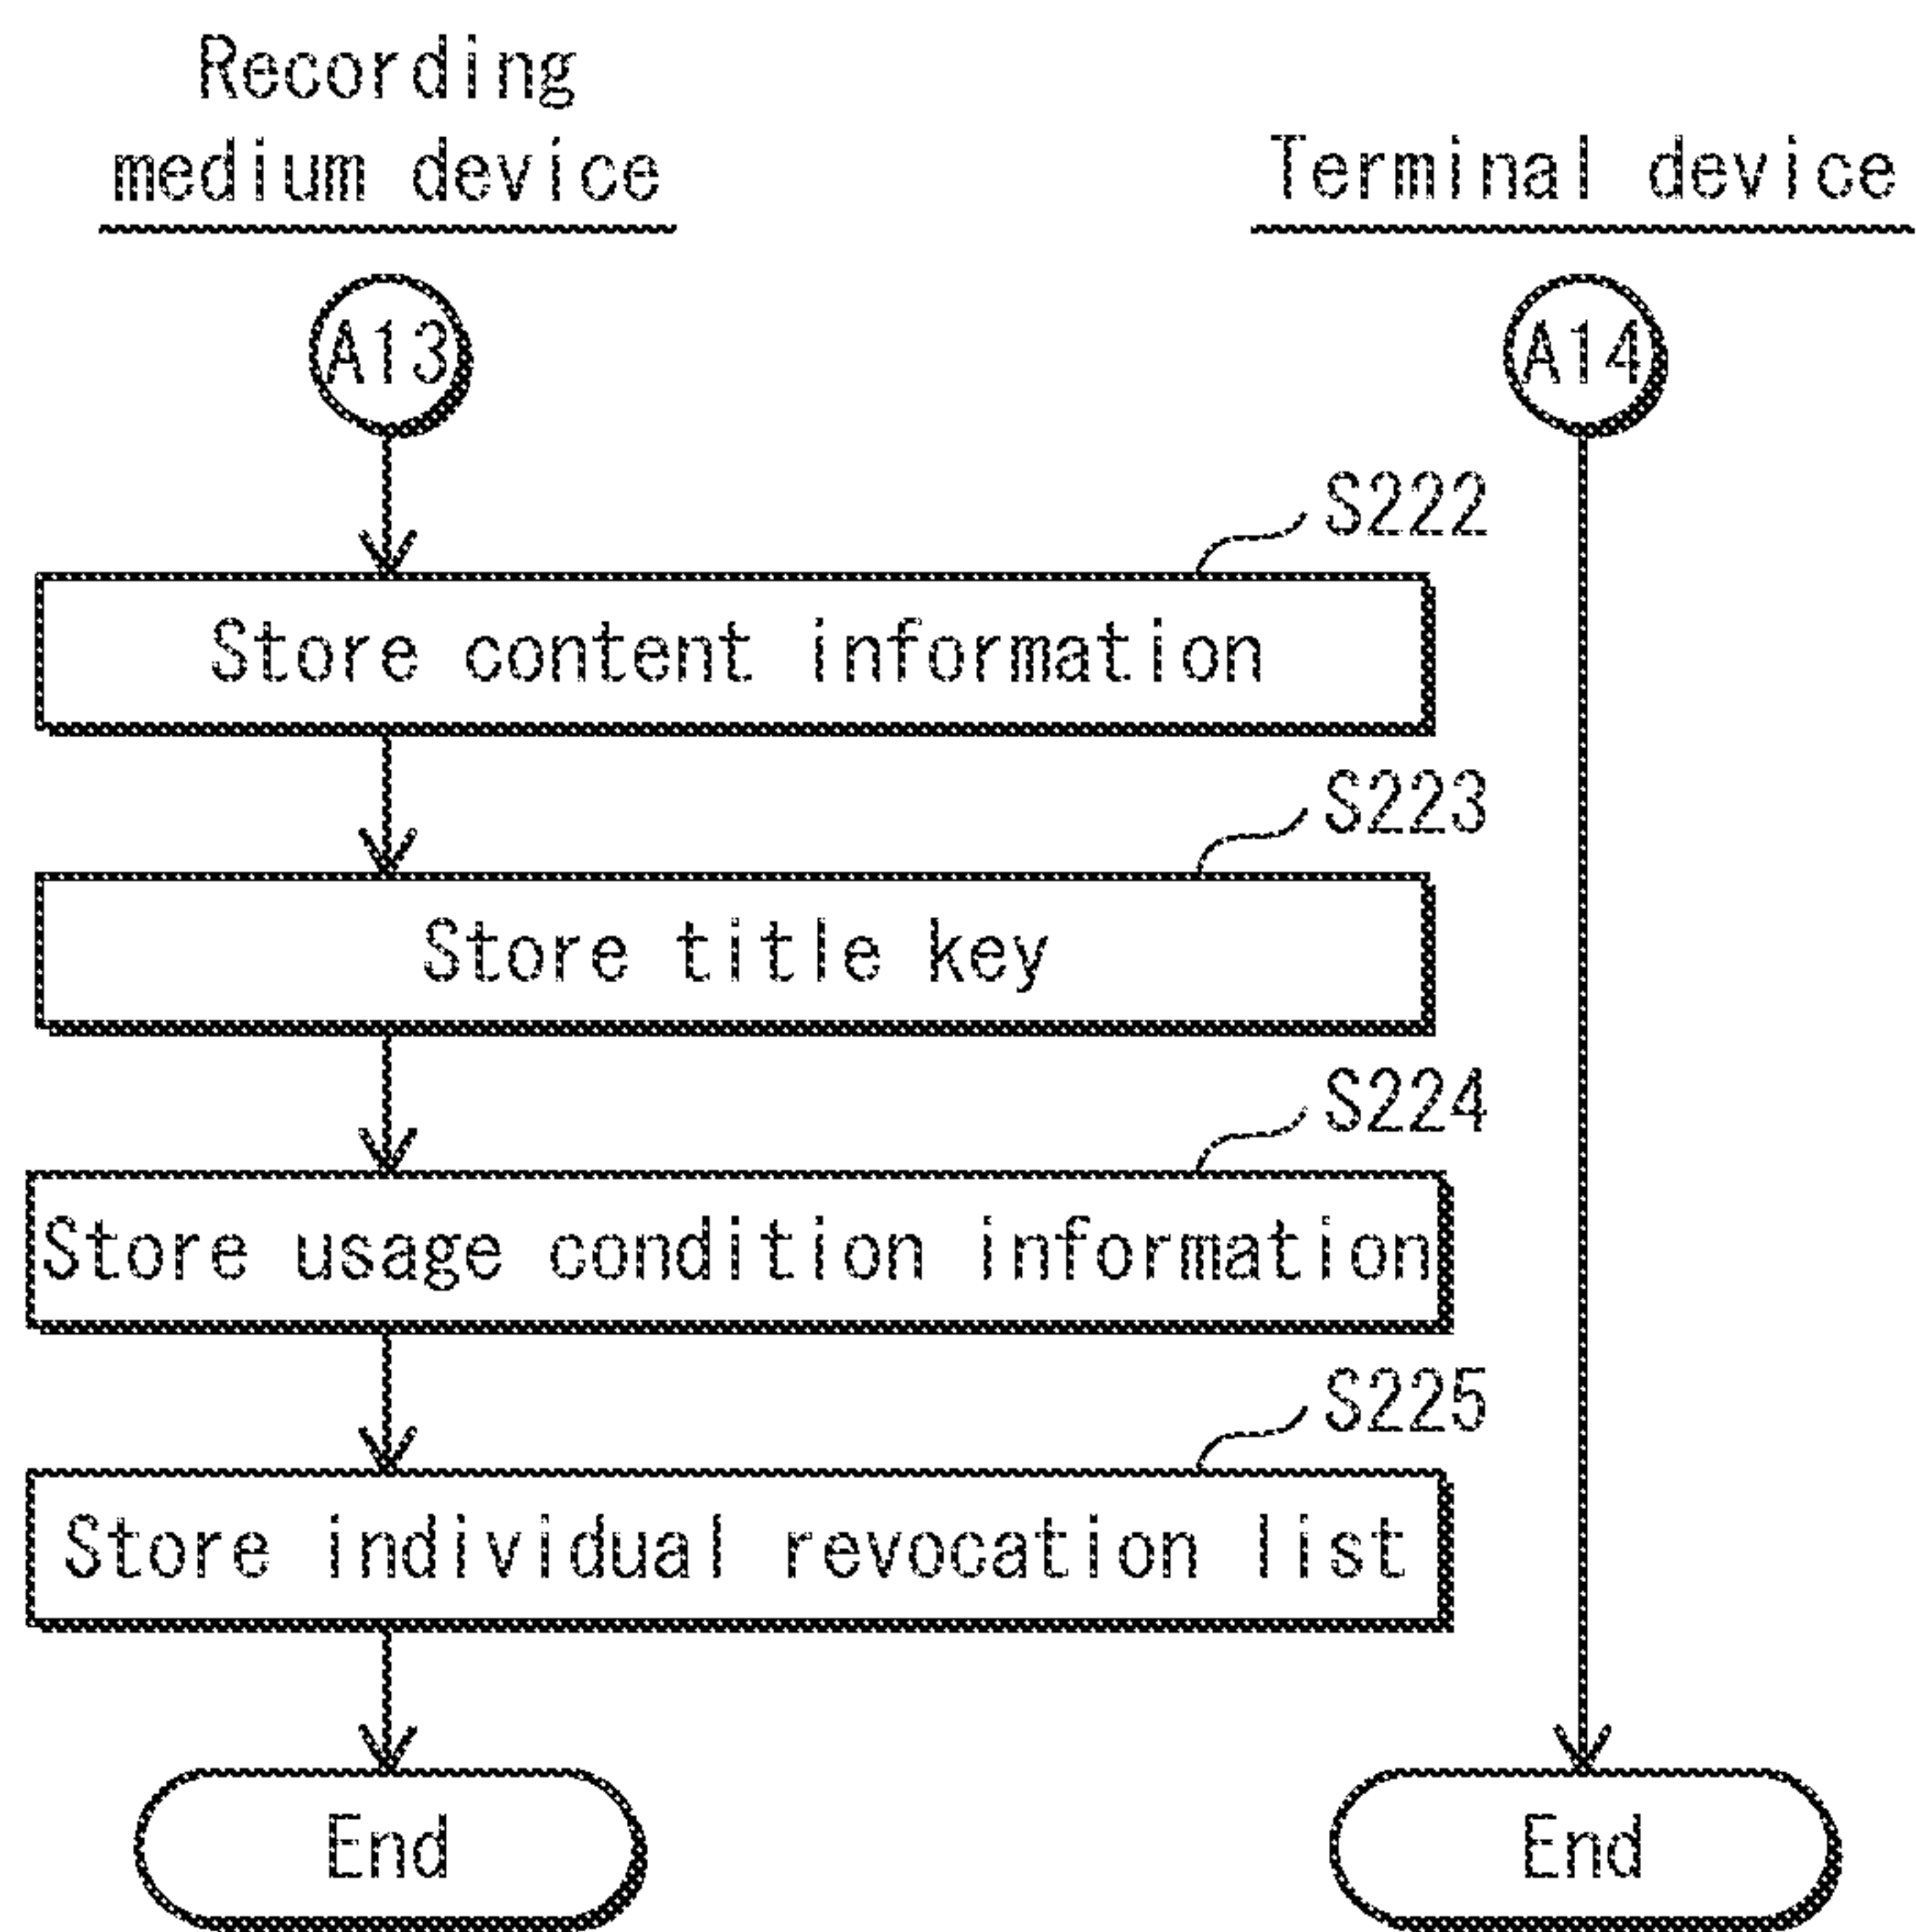 Recording
medium device
Terminal device
A13
A14
S222
Store content information
S223
Store title key
S224
Store usage condition information
S225
Store individual revocation list
End
End